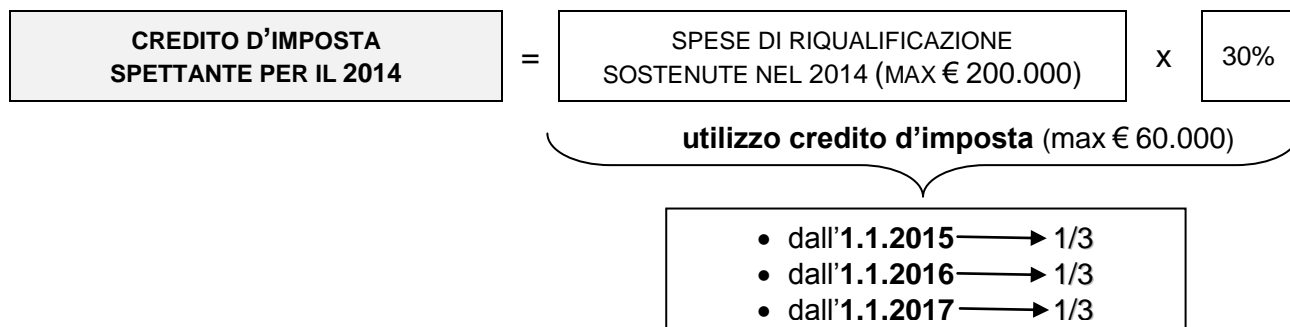 CREDITO D'IMPOSTA
SPETTANTE PER IL 2014
=
SPESE DI RIQUALIFICAZIONE
SOSTENUTE NEL 2014 (MAX € 200.000)
x
30%
utilizzo credito d'imposta (max € 60.000)
• dall'1.1.2015 → 1/3
• dall'1.1.2016 → 1/3
• dall'1.1.2017 → 1/3